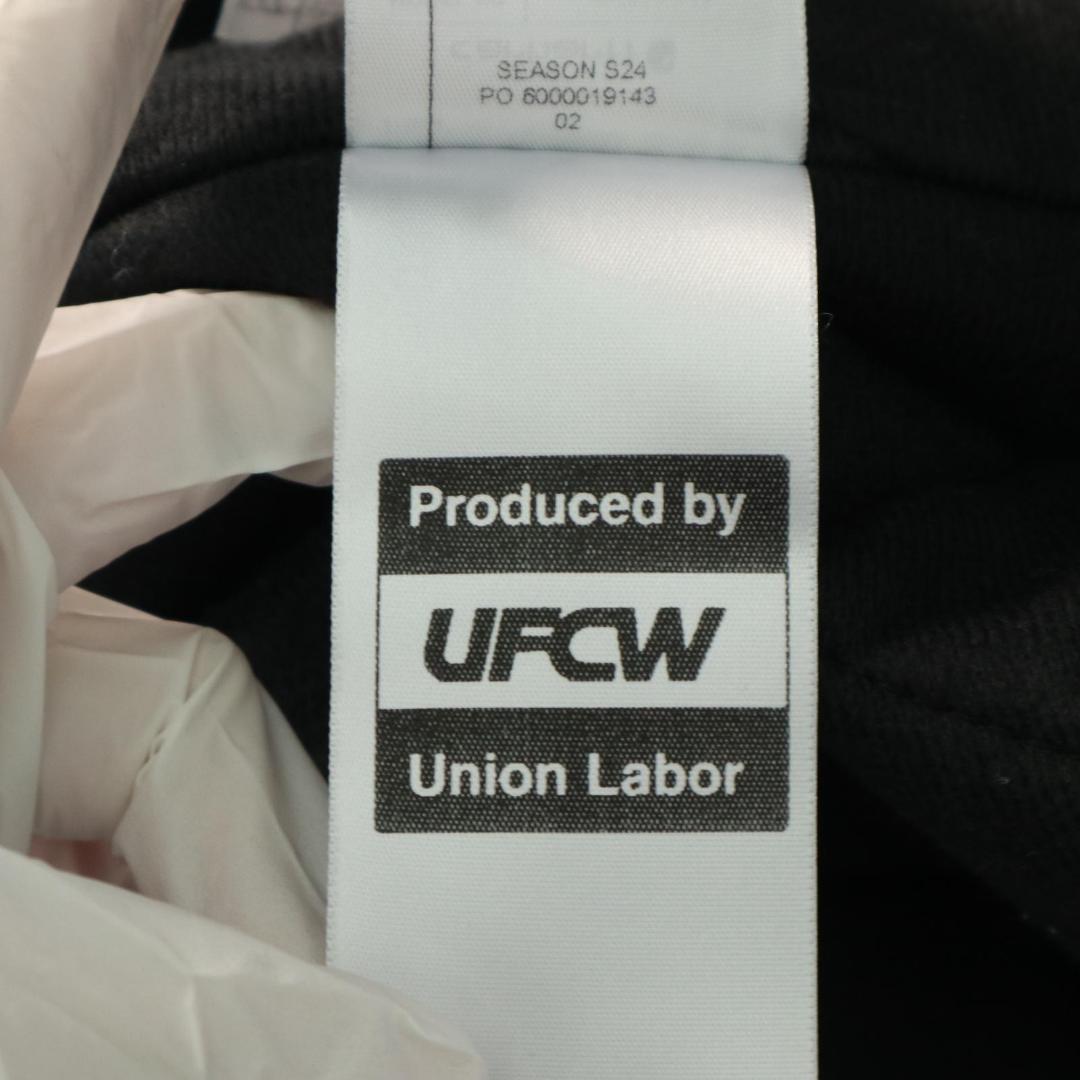 SEASON S24
PO 6000019143
02
Produced by
UFCW
Union Labor